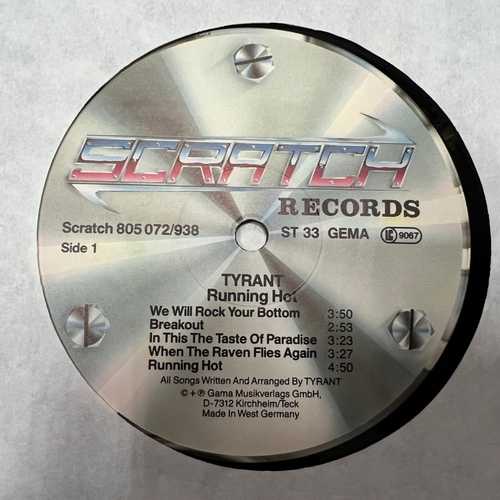 SCRATCH
RECORDS
Scratch 805 072/938 ST 33 GEMA LC 9067
Side 1
TYRANT
Running Hot
We Will Rock Your Bottom 3:50
Breakout 2:53
In This The Taste Of Paradise 3:23
When The Raven Flies Again 3:27
Running Hot 4:50
All Songs Written And Arranged By TYRANT
© + ℗ Gama Musikverlags GmbH,
D-7312 Kirchheim/Teck
Made In West Germany